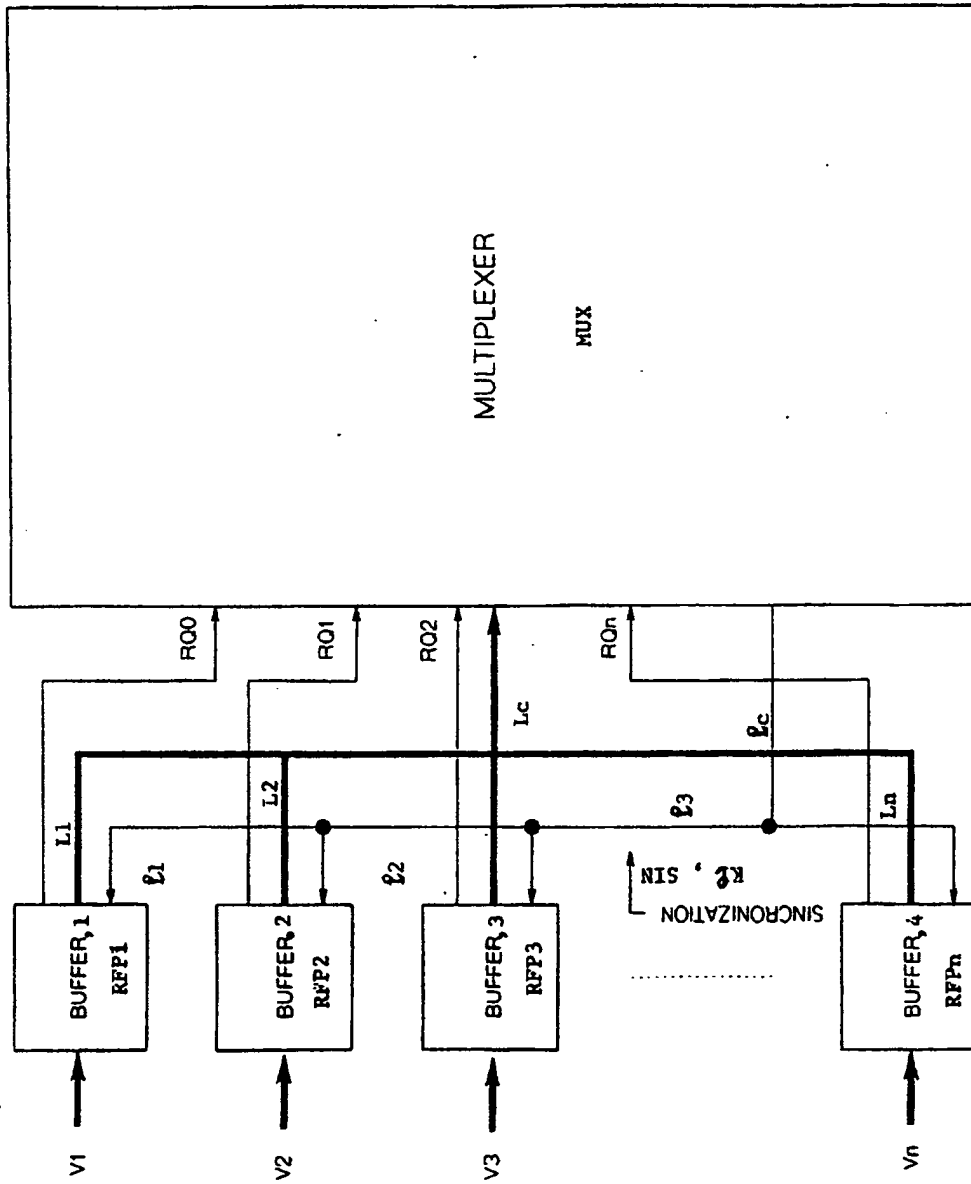 MULTIPLEXER
MUX
RQ0
RQ1
RQ2
RQn
Lc
ℓc
L1
L2
ℓ3
Ln
ℓ1
ℓ2
Kℓ, SIN
SINCRONIZATION
BUFFER, 1
RFP1
BUFFER, 2
RFP2
BUFFER, 3
RFP3
BUFFER, 4
RFPn
V1
V2
V3
Vn